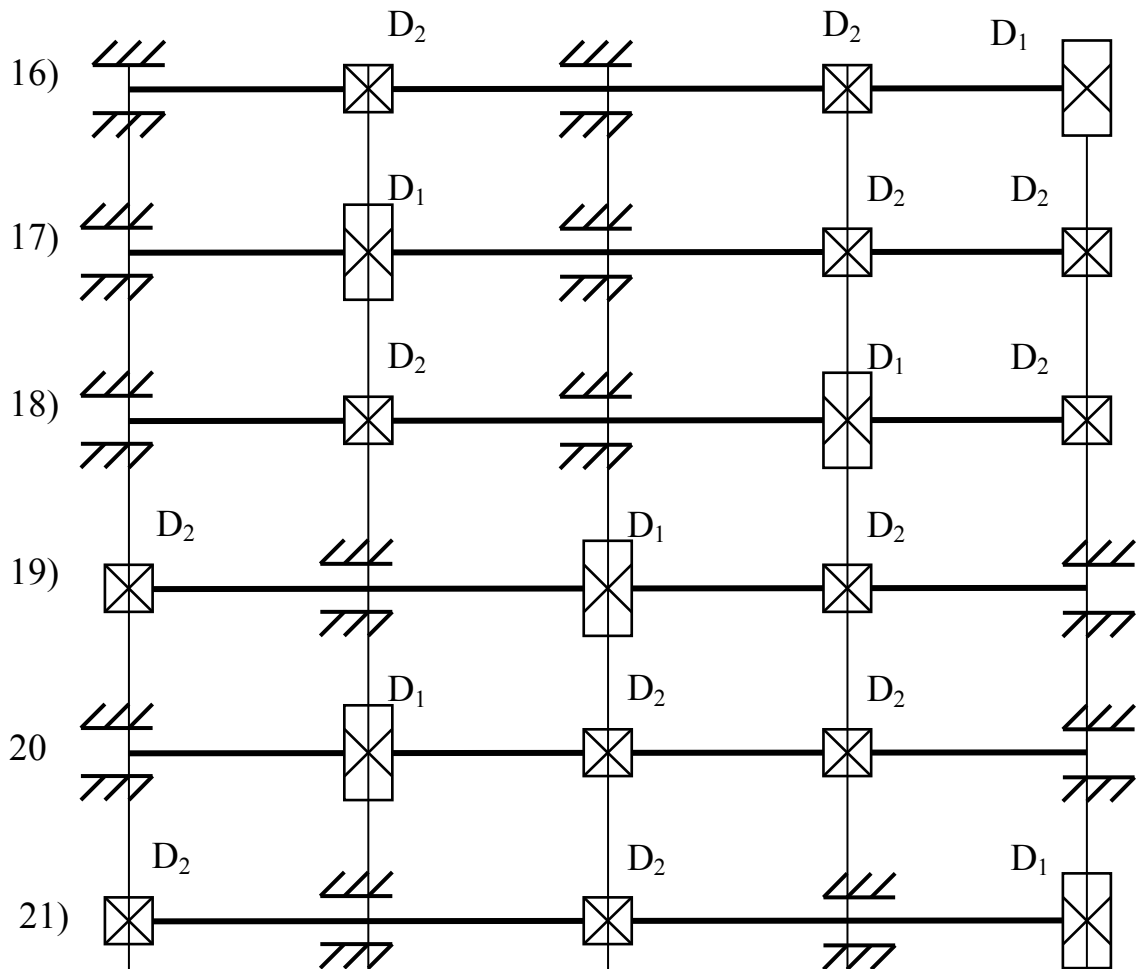 16) D₂ D₂ D₁
17) D₁ D₂ D₂
18) D₂ D₁ D₂
19) D₂ D₁ D₂
20 D₁ D₂ D₂
21) D₂ D₂ D₁